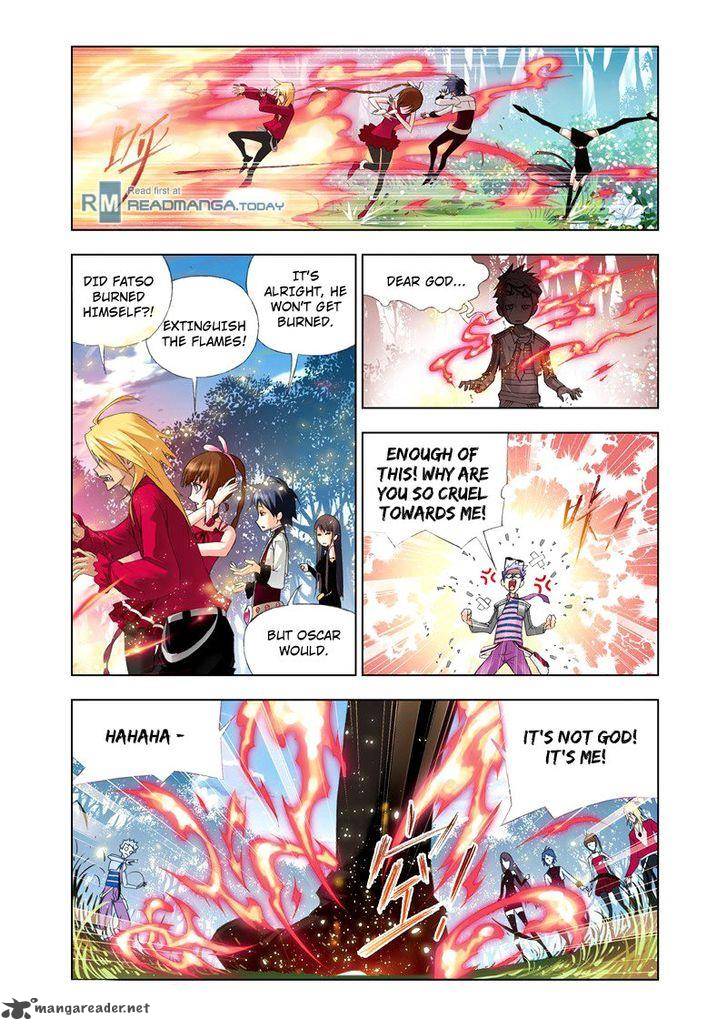 呼
Read first at
RM READMANGA.TODAY
DID FATSO
BURNED
HIMSELF?!
EXTINGUISH
THE FLAMES!
IT'S
ALRIGHT, HE
WON'T GET
BURNED.
BUT OSCAR
WOULD.
DEAR GOD...
ENOUGH OF
THIS! WHY ARE
YOU SO CRUEL
TOWARDS ME!
HAHAHA -
IT'S NOT GOD!
IT'S ME!
mangareader.net